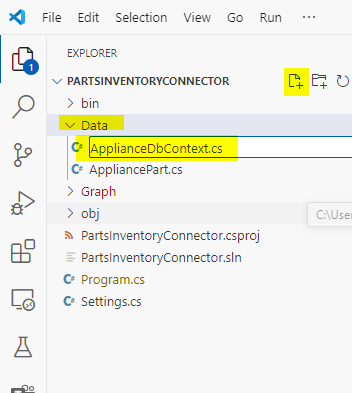 File Edit Selection View Go Run ...
EXPLORER
1
PARTSINVENTORYCONNECTOR
bin
Data
C# ApplianceDbContext.cs
C# AppliancePart.cs
Graph
obj
C:\User
PartsInventoryConnector.csproj
PartsInventoryConnector.sln
C# Program.cs
C# Settings.cs